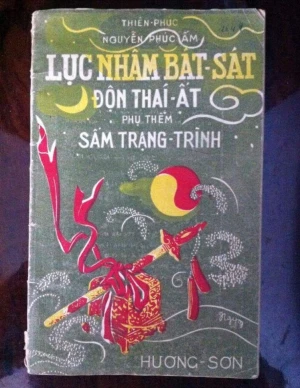 THIÊN-PHÚC
NGUYỄN PHÚC ẤM
LỤC NHÂM BÁT-SÁT
ĐỘN THÁI-ẤT
PHỤ THÊM
SẤM TRẠNG-TRÌNH
HƯƠNG-SƠN